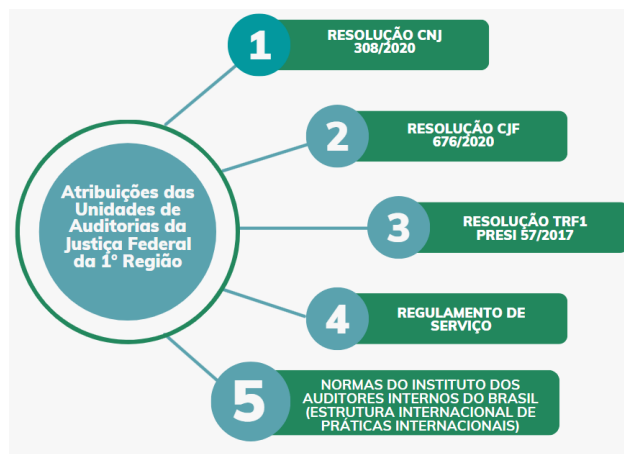 1
RESOLUÇÃO CNJ
308/2020
2
RESOLUÇÃO CJF
676/2020
Atribuições das
Unidades de
Auditorias da
Justiça Federal
da 1° Região
3
RESOLUÇÃO TRF1
PRESI 57/2017
4
REGULAMENTO DE
SERVIÇO
5
NORMAS DO INSTITUTO DOS
AUDITORES INTERNOS DO BRASIL
(ESTRUTURA INTERNACIONAL DE
PRÁTICAS INTERNACIONAIS)